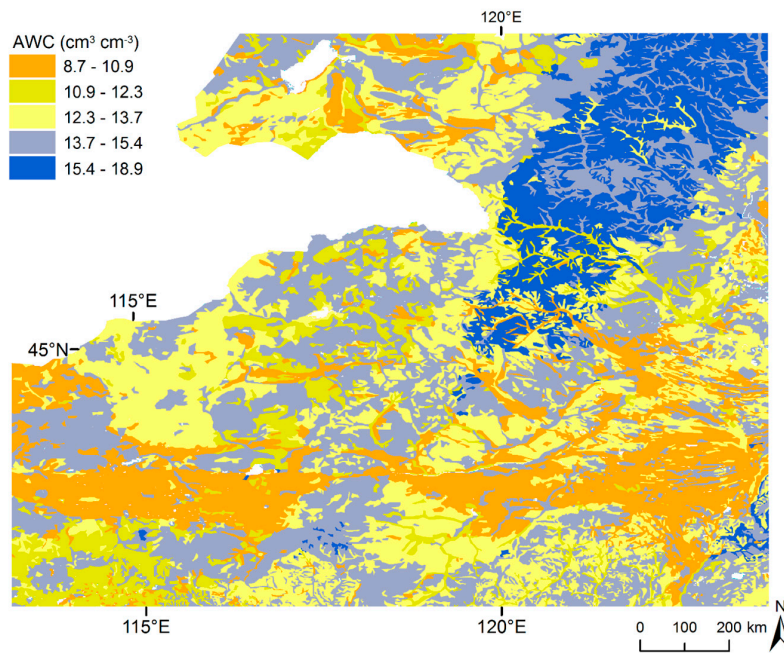 120°E
AWC (cm³ cm⁻³)
8.7 - 10.9
10.9 - 12.3
12.3 - 13.7
13.7 - 15.4
15.4 - 18.9
115°E
45°N
115°E
120°E
N
0 100 200 km